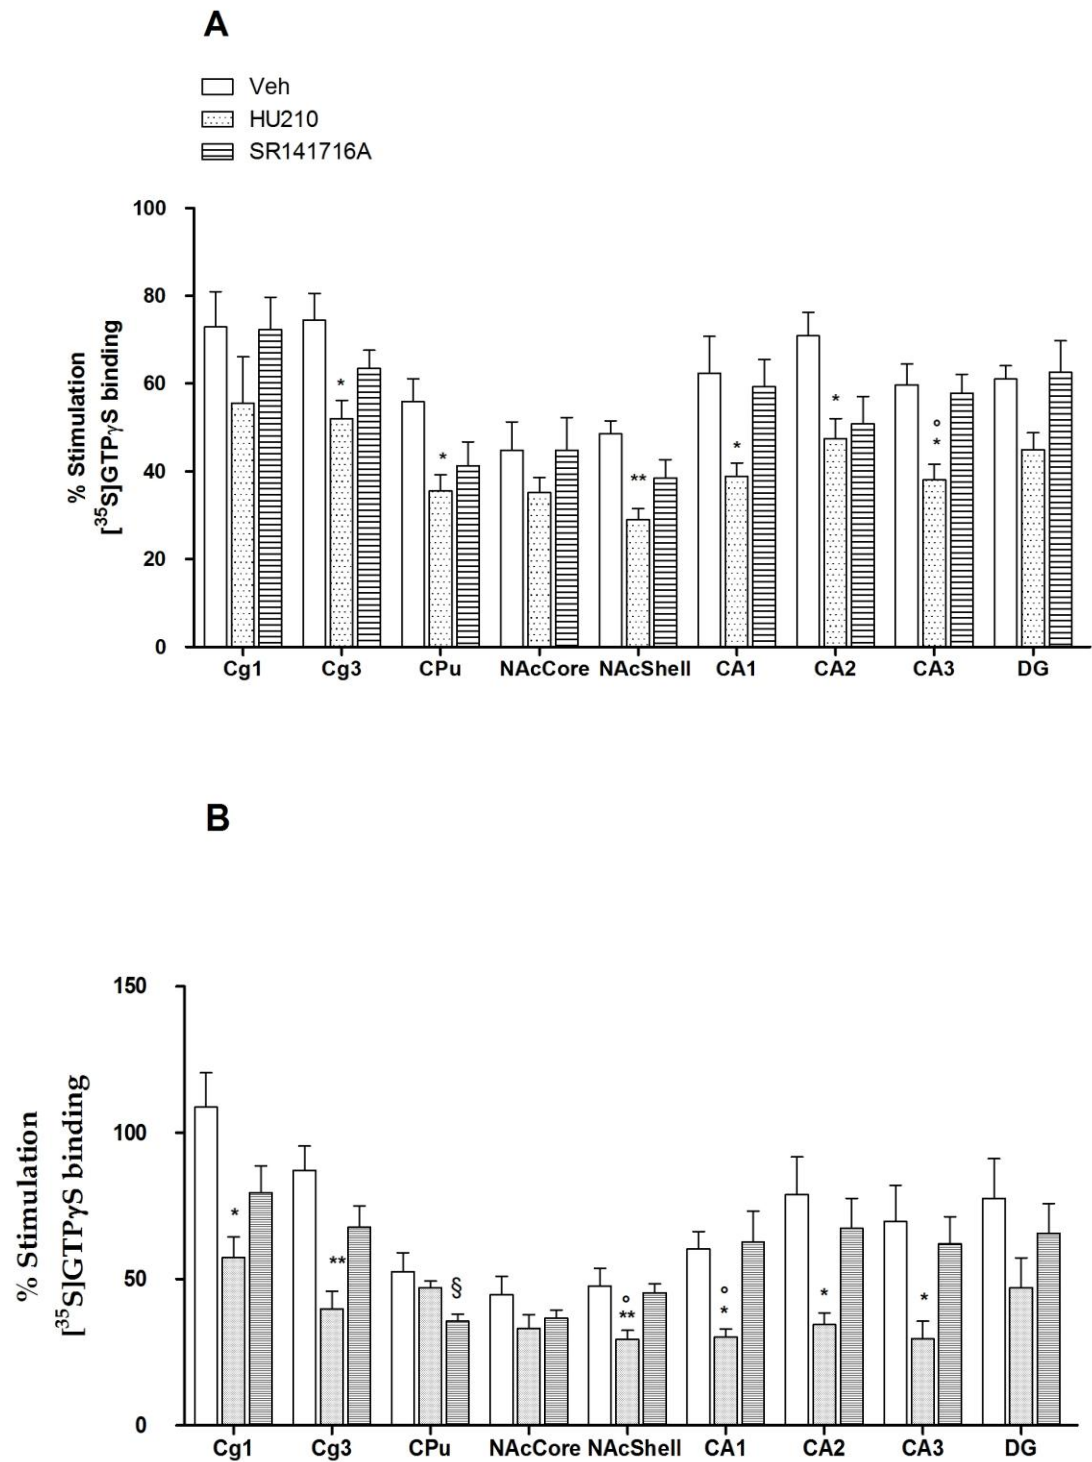 A
Veh
HU210
SR141716A
% Stimulation
[³⁵S]GTPγS binding
100
80
60
40
20
0
*
*
**
*
*
°
*
Cg1 Cg3 CPu NAcCore NAcShell CA1 CA2 CA3 DG
B
% Stimulation
[³⁵S]GTPγS binding
150
100
50
0
*
**
§
°
**
°
*
*
*
Cg1 Cg3 CPu NAcCore NAcShell CA1 CA2 CA3 DG